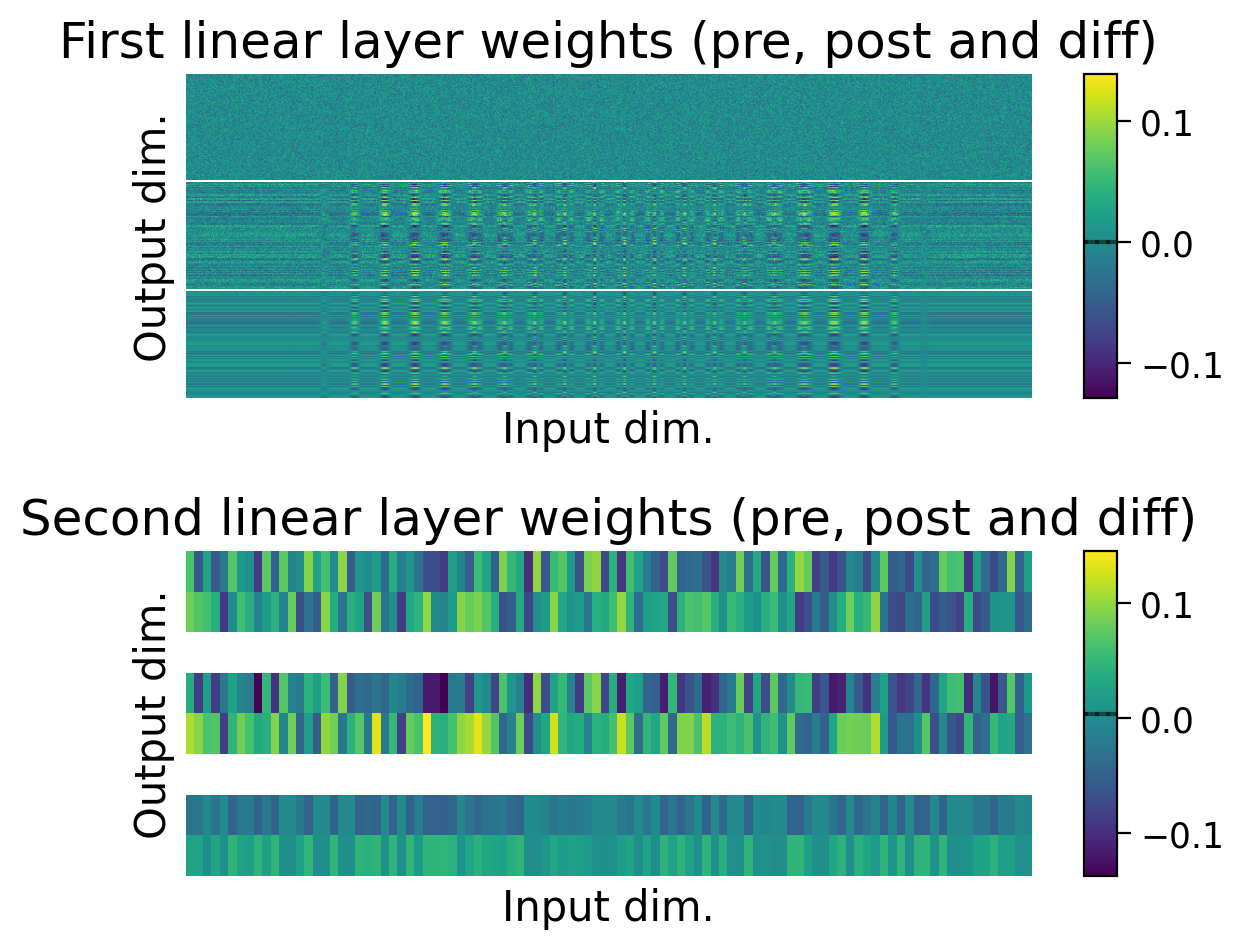 First linear layer weights (pre, post and diff)
Output dim.
0.1
0.0
−0.1
Input dim.
Second linear layer weights (pre, post and diff)
Output dim.
0.1
0.0
−0.1
Input dim.